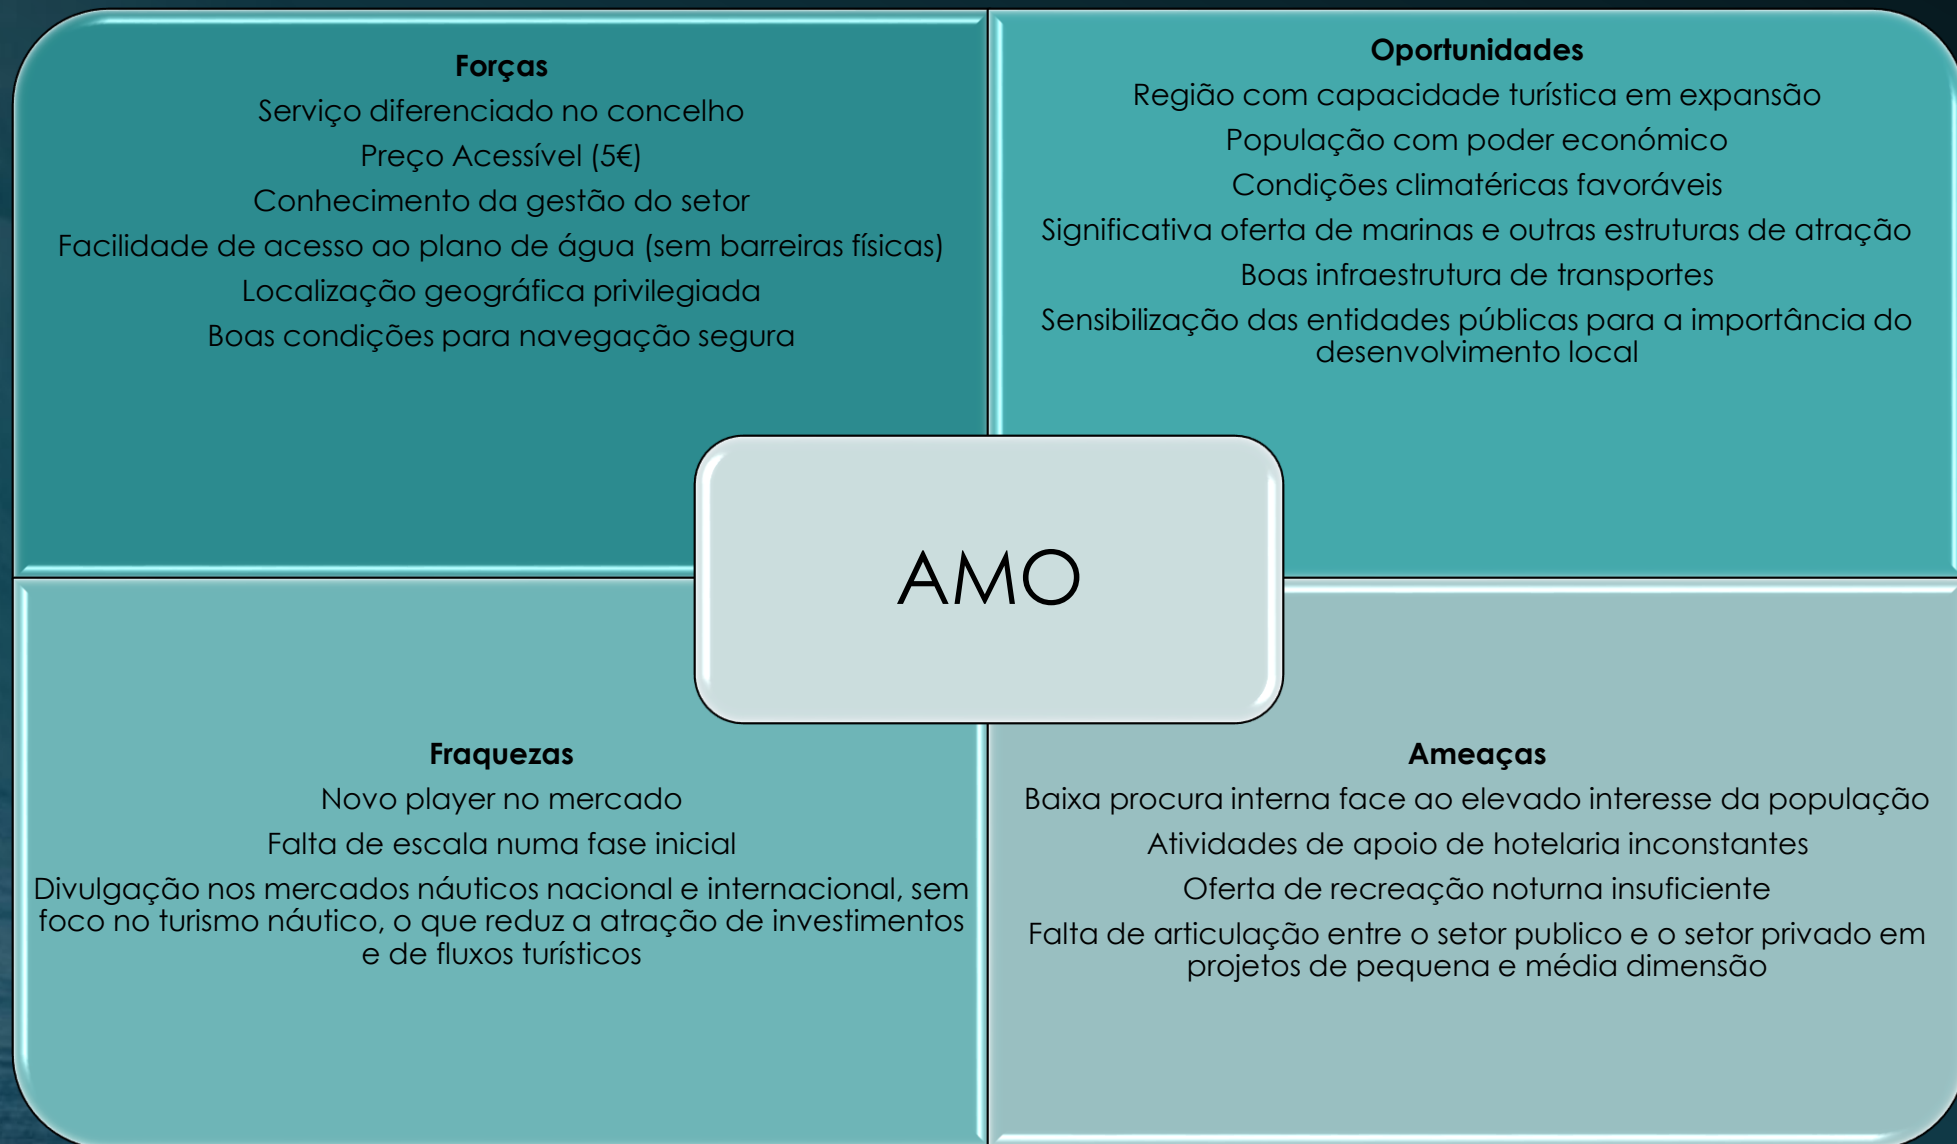 Forças
Serviço diferenciado no concelho
Preço Acessível (5€)
Conhecimento da gestão do setor
Facilidade de acesso ao plano de água (sem barreiras físicas)
Localização geográfica privilegiada
Boas condições para navegação segura
Oportunidades
Região com capacidade turística em expansão
População com poder económico
Condições climatéricas favoráveis
Significativa oferta de marinas e outras estruturas de atração
Boas infraestrutura de transportes
Sensibilização das entidades públicas para a importância do
desenvolvimento local
AMO
Fraquezas
Novo player no mercado
Falta de escala numa fase inicial
Divulgação nos mercados náuticos nacional e internacional, sem
foco no turismo náutico, o que reduz a atração de investimentos
e de fluxos turísticos
Ameaças
Baixa procura interna face ao elevado interesse da população
Atividades de apoio de hotelaria inconstantes
Oferta de recreação noturna insuficiente
Falta de articulação entre o setor publico e o setor privado em
projetos de pequena e média dimensão